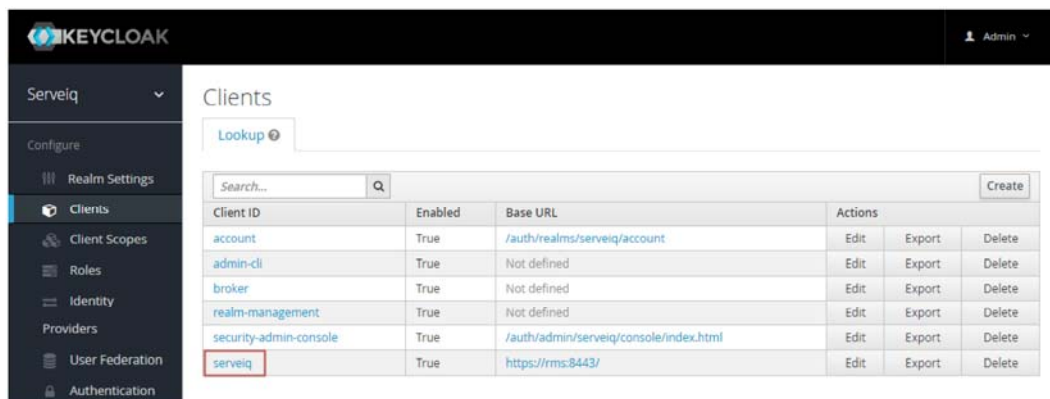 KEYCLOAK
Admin
Serveiq
Configure
Realm Settings
Clients
Client Scopes
Roles
Identity
Providers
User Federation
Authentication
Clients
Lookup
Search...
Create
Client ID Enabled Base URL Actions
account True /auth/realms/serveiq/account Edit Export Delete
admin-cli True Not defined Edit Export Delete
broker True Not defined Edit Export Delete
realm-management True Not defined Edit Export Delete
security-admin-console True /auth/admin/serveiq/console/index.html Edit Export Delete
serveiq True https://rms:8443/ Edit Export Delete